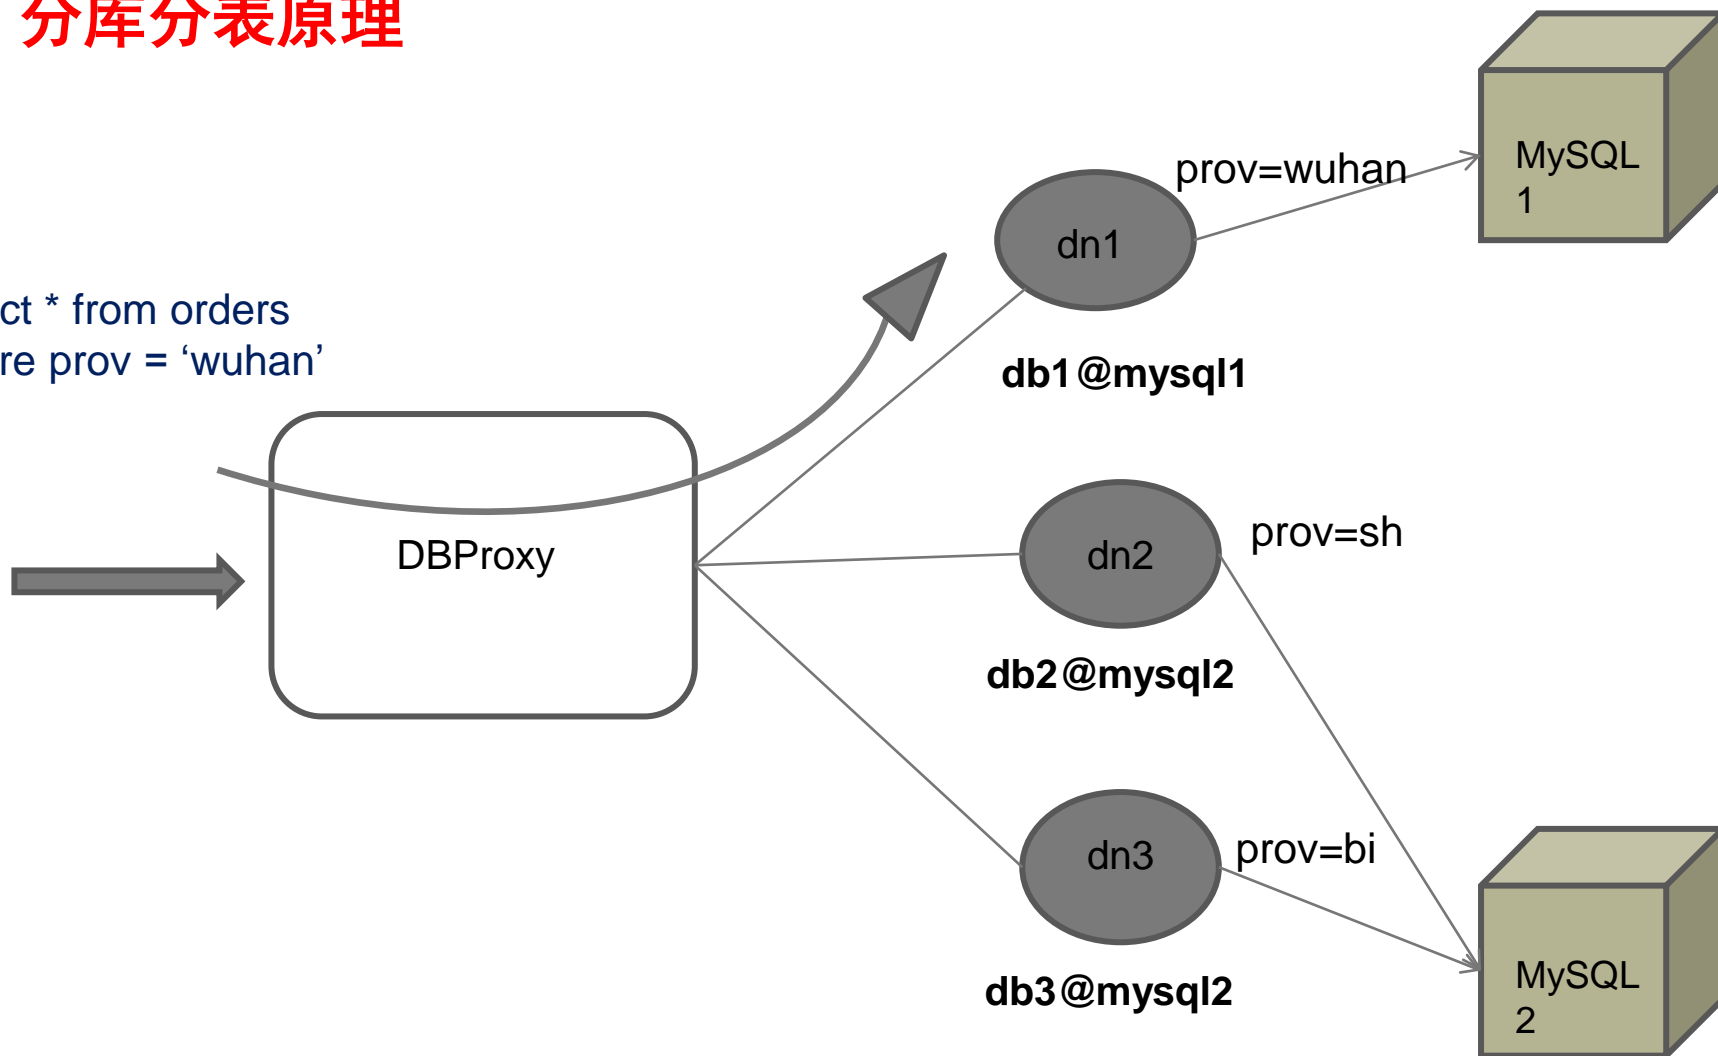 分库分表原理
prov=wuhan
MySQL
1
dn1
ct * from orders
re prov = ‘wuhan’
db1@mysql1
DBProxy
dn2
prov=sh
db2@mysql2
dn3
prov=bi
db3@mysql2
MySQL
2